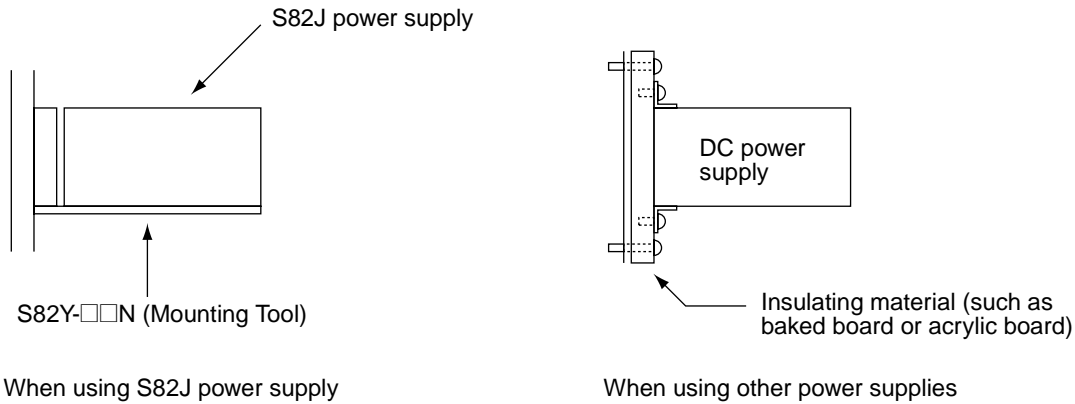 S82J power supply
S82Y-□□N (Mounting Tool)
When using S82J power supply
DC power
supply
Insulating material (such as
baked board or acrylic board)
When using other power supplies